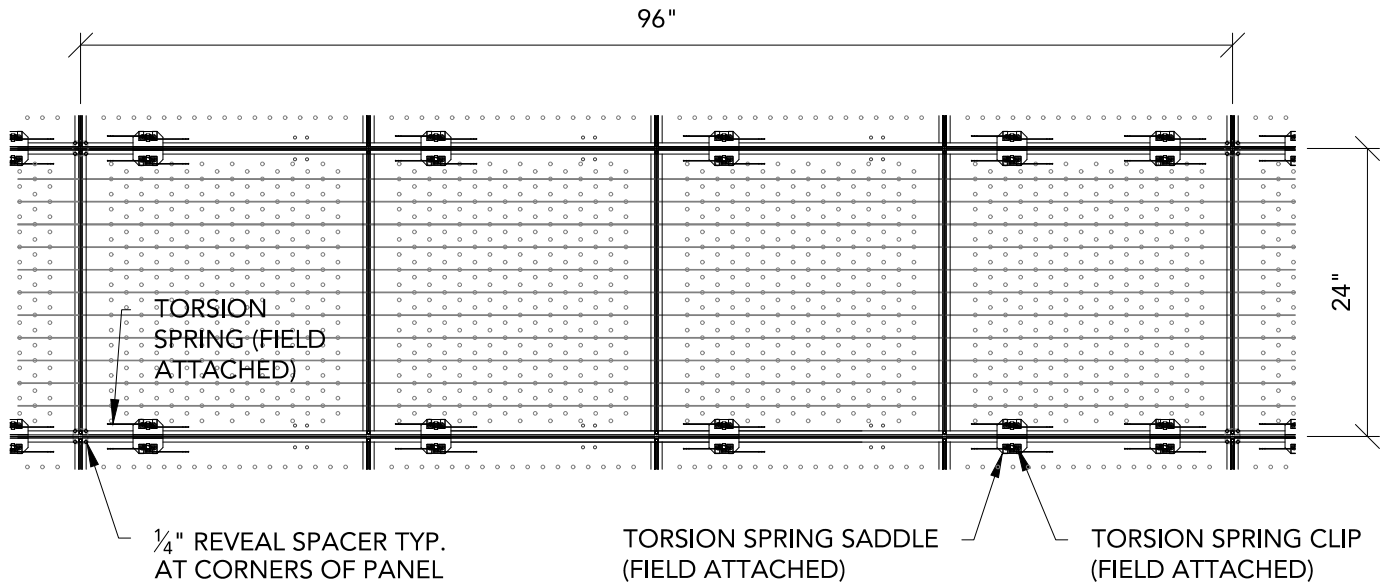 96"
24"
TORSION
SPRING (FIELD
ATTACHED)
¼" REVEAL SPACER TYP.
AT CORNERS OF PANEL
TORSION SPRING SADDLE
(FIELD ATTACHED)
TORSION SPRING CLIP
(FIELD ATTACHED)